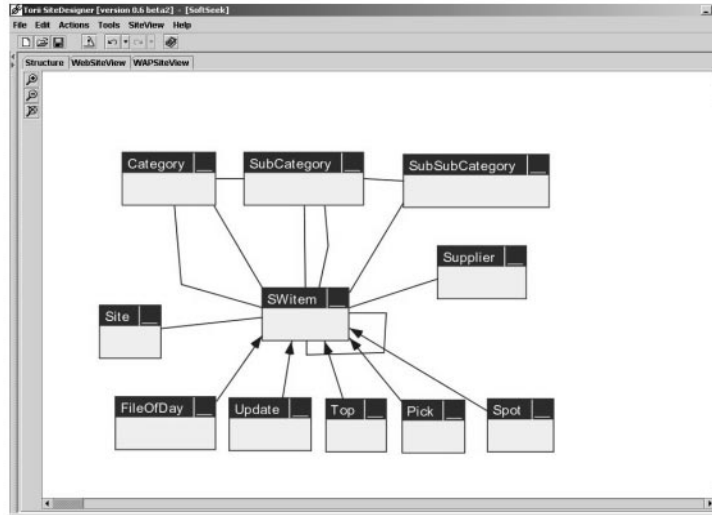 Torii SiteDesigner [version 0.6 beta2] - [SoftSeek]
File Edit Actions Tools SiteView Help
Structure WebSiteView WAPSiteView
Category SubCategory SubSubCategory
Supplier
SWitem
Site
FileOfDay Update Top Pick Spot